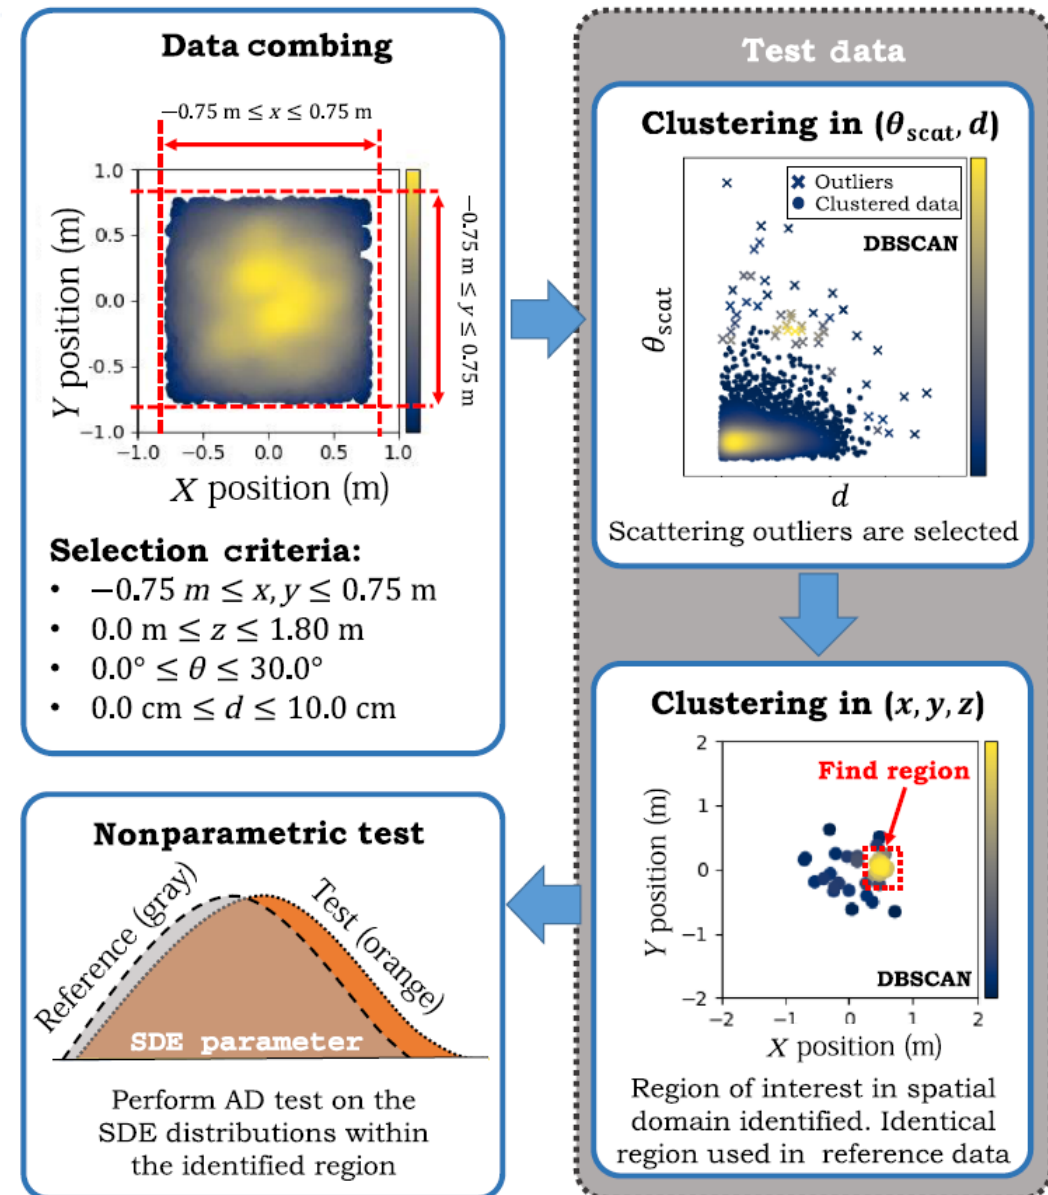 Data combing
−0.75 m ≤ x ≤ 0.75 m
1.0
0.5
0.0
-0.5
−1.0
Y position (m)
−0.75 m ≤ y ≤ 0.75 m
−1.0 −0.5 0.0 0.5 1.0
X position (m)
Selection criteria:
• −0.75 m ≤ x, y ≤ 0.75 m
• 0.0 m ≤ z ≤ 1.80 m
• 0.0° ≤ θ ≤ 30.0°
• 0.0 cm ≤ d ≤ 10.0 cm
Test data
Clustering in (θscat, d)
Outliers
Clustered data
DBSCAN
θscat
d
Scattering outliers are selected
Clustering in (x, y, z)
2
1
0
−1
−2
Y position (m)
Find region
DBSCAN
−2 −1 0 1 2
X position (m)
Region of interest in spatial
domain identified. Identical
region used in reference data
Nonparametric test
Reference (gray)
Test (orange)
SDE parameter
Perform AD test on the
SDE distributions within
the identified region